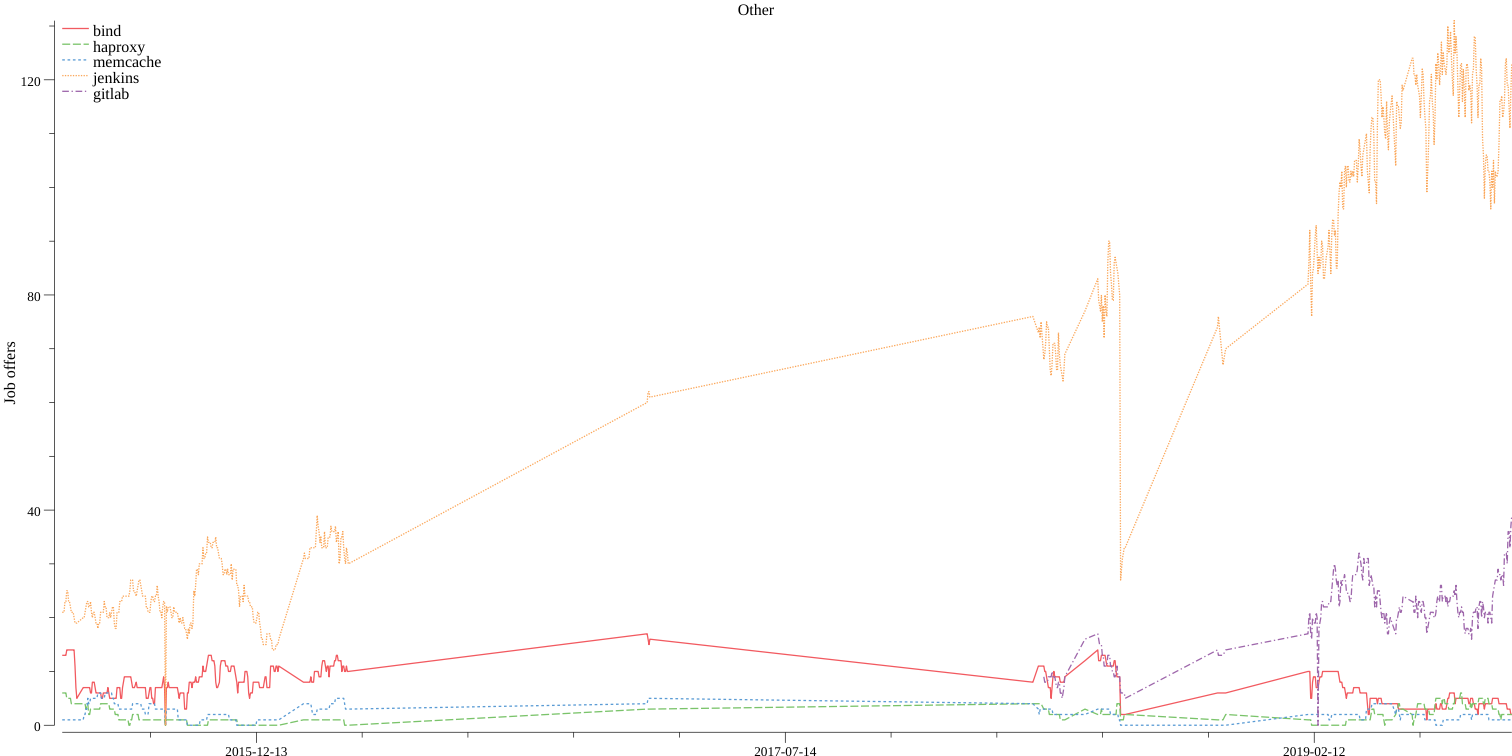 Other
bind
haproxy
memcache
jenkins
gitlab
120
80
40
0
Job offers
2015-12-13
2017-07-14
2019-02-12